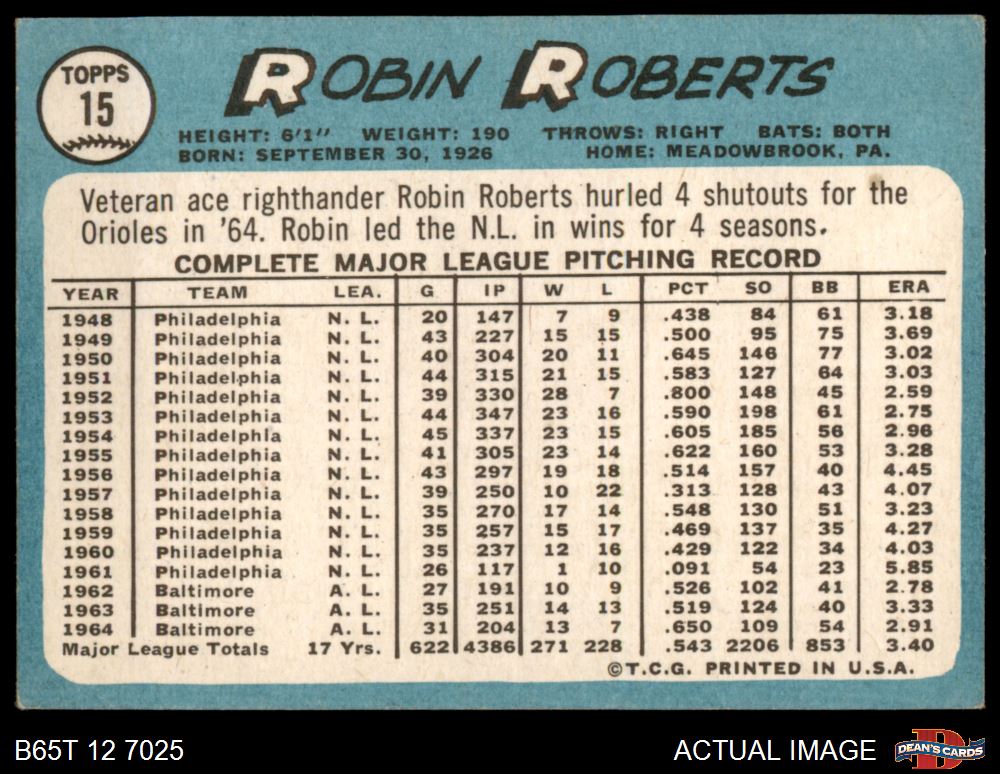 TOPPS
15
ROBIN ROBERTS
HEIGHT: 6'1" WEIGHT: 190 THROWS: RIGHT BATS: BOTH
BORN: SEPTEMBER 30, 1926 HOME: MEADOWBROOK, PA.
Veteran ace righthander Robin Roberts hurled 4 shutouts for the
Orioles in '64. Robin led the N.L. in wins for 4 seasons.
COMPLETE MAJOR LEAGUE PITCHING RECORD
YEAR TEAM LEA. G IP W L PCT SO BB ERA
1948 Philadelphia N. L. 20 147 7 9 .438 84 61 3.18
1949 Philadelphia N. L. 43 227 15 15 .500 95 75 3.69
1950 Philadelphia N. L. 40 304 20 11 .645 146 77 3.02
1951 Philadelphia N. L. 44 315 21 15 .583 127 64 3.03
1952 Philadelphia N. L. 39 330 28 7 .800 148 45 2.59
1953 Philadelphia N. L. 44 347 23 16 .590 198 61 2.75
1954 Philadelphia N. L. 45 337 23 15 .605 185 56 2.96
1955 Philadelphia N. L. 41 305 23 14 .622 160 53 3.28
1956 Philadelphia N. L. 43 297 19 18 .514 157 40 4.45
1957 Philadelphia N. L. 39 250 10 22 .313 128 43 4.07
1958 Philadelphia N. L. 35 270 17 14 .548 130 51 3.23
1959 Philadelphia N. L. 35 257 15 17 .469 137 35 4.27
1960 Philadelphia N. L. 35 237 12 16 .429 122 34 4.03
1961 Philadelphia N. L. 26 117 1 10 .091 54 23 5.85
1962 Baltimore A. L. 27 191 10 9 .526 102 41 2.78
1963 Baltimore A. L. 35 251 14 13 .519 124 40 3.33
1964 Baltimore A. L. 31 204 13 7 .650 109 54 2.91
Major League Totals 17 Yrs. 622 4386 271 228 .543 2206 853 3.40
©T.C.G. PRINTED IN U.S.A.
B65T 12 7025 ACTUAL IMAGE D DEAN'S CARDS